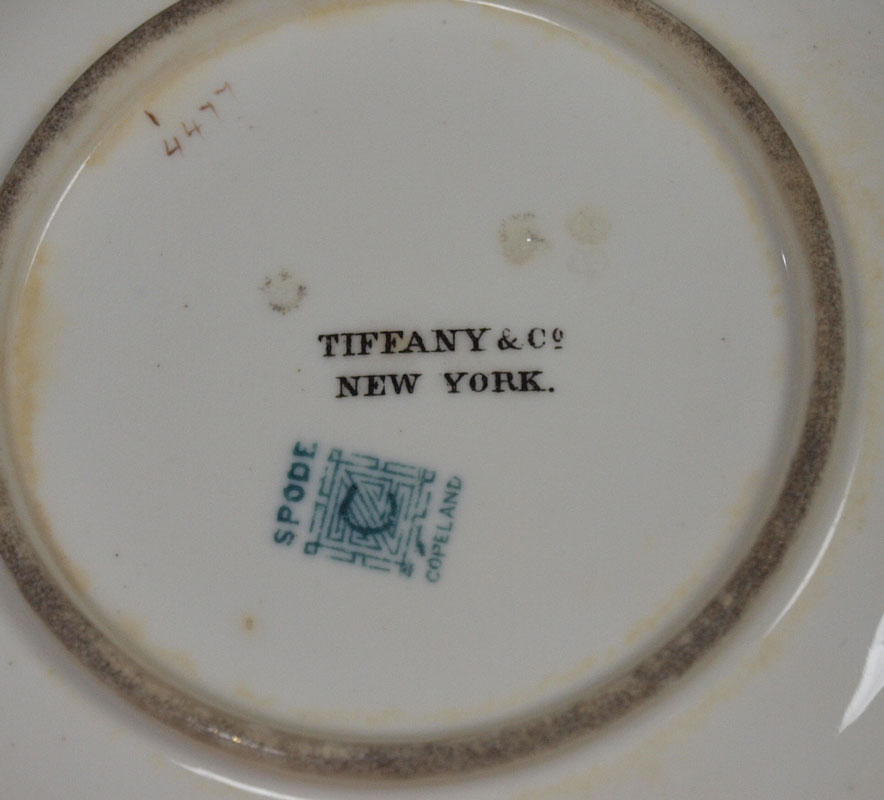 4477
TIFFANY & Cº
NEW YORK.
SPODE
C
COPELAND